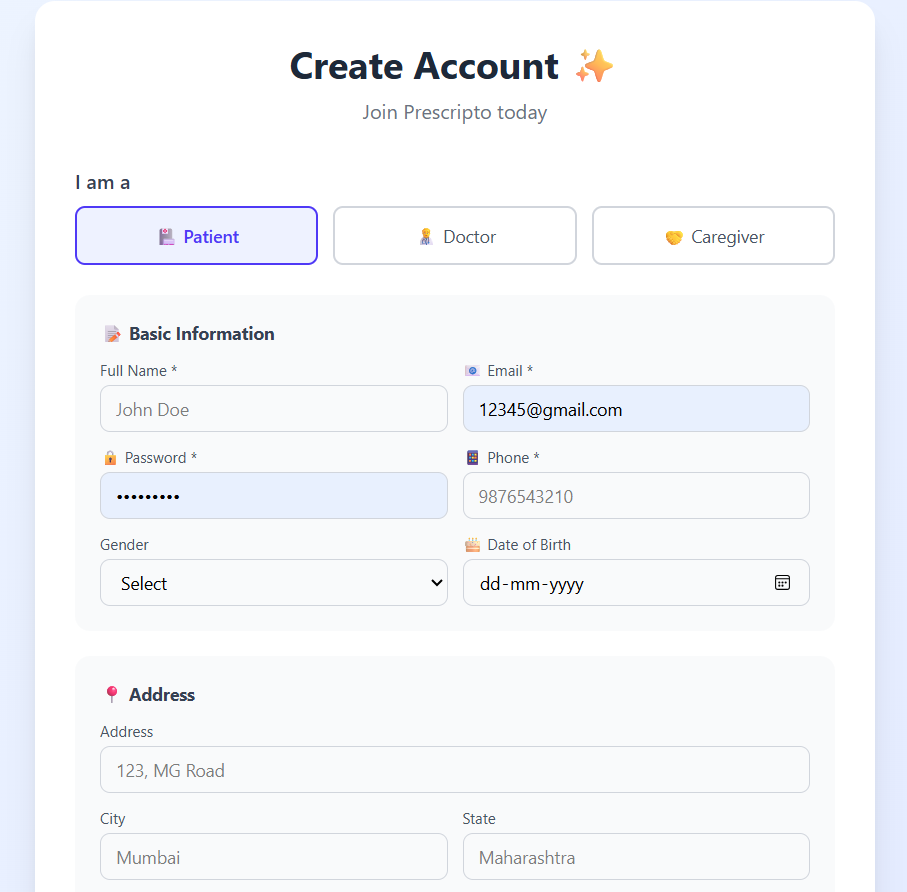 Create Account ✨
Join Prescripto today
I am a
Patient
Doctor
Caregiver
Basic Information
Full Name *
Email *
John Doe
12345@gmail.com
Password *
Phone *
•••••••••
9876543210
Gender
Date of Birth
Select
dd-mm-yyyy
Address
Address
123, MG Road
City
State
Mumbai
Maharashtra